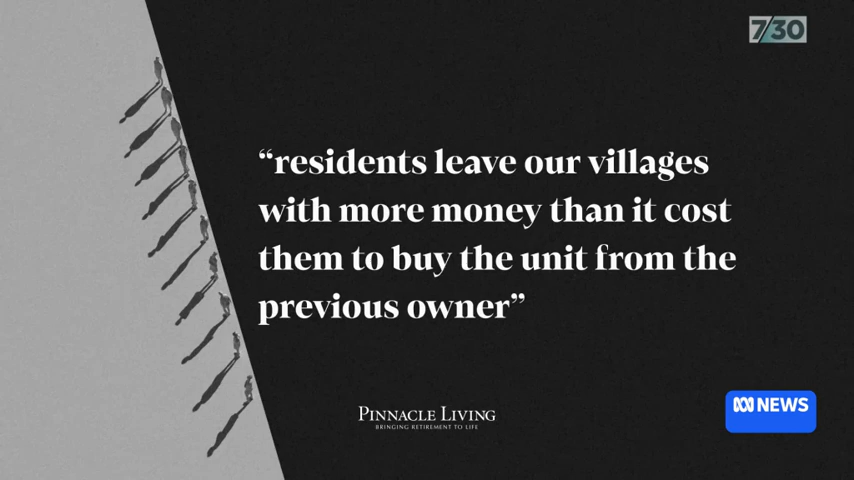 7/30
“residents leave our villages
with more money than it cost
them to buy the unit from the
previous owner”
PINNACLE LIVING
BRINGING RETIREMENT TO LIFE
NEWS